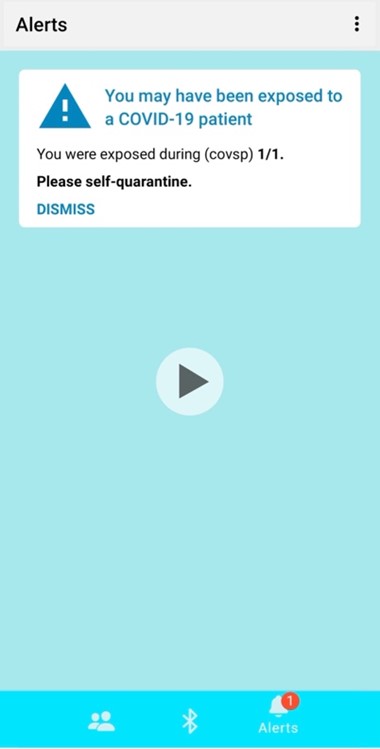 Alerts
You may have been exposed to
a COVID-19 patient
You were exposed during (covsp) 1/1.
Please self-quarantine.
DISMISS
1
Alerts